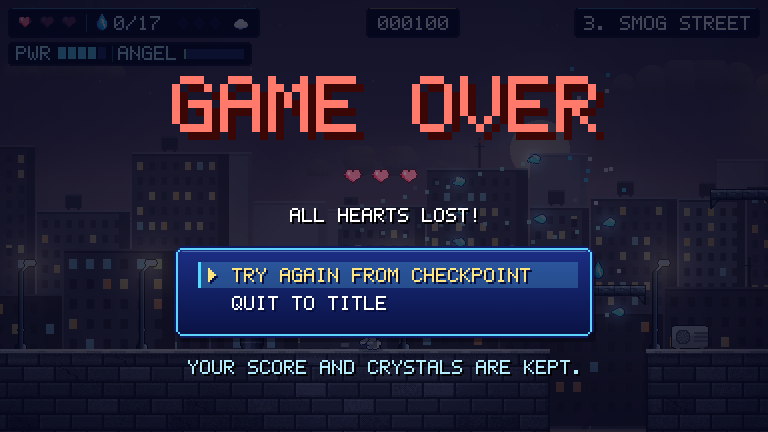 0/17
000100
3. SMOG STREET
PWR ANGEL
GAME OVER
ALL HEARTS LOST!
TRY AGAIN FROM CHECKPOINT
QUIT TO TITLE
YOUR SCORE AND CRYSTALS ARE KEPT.